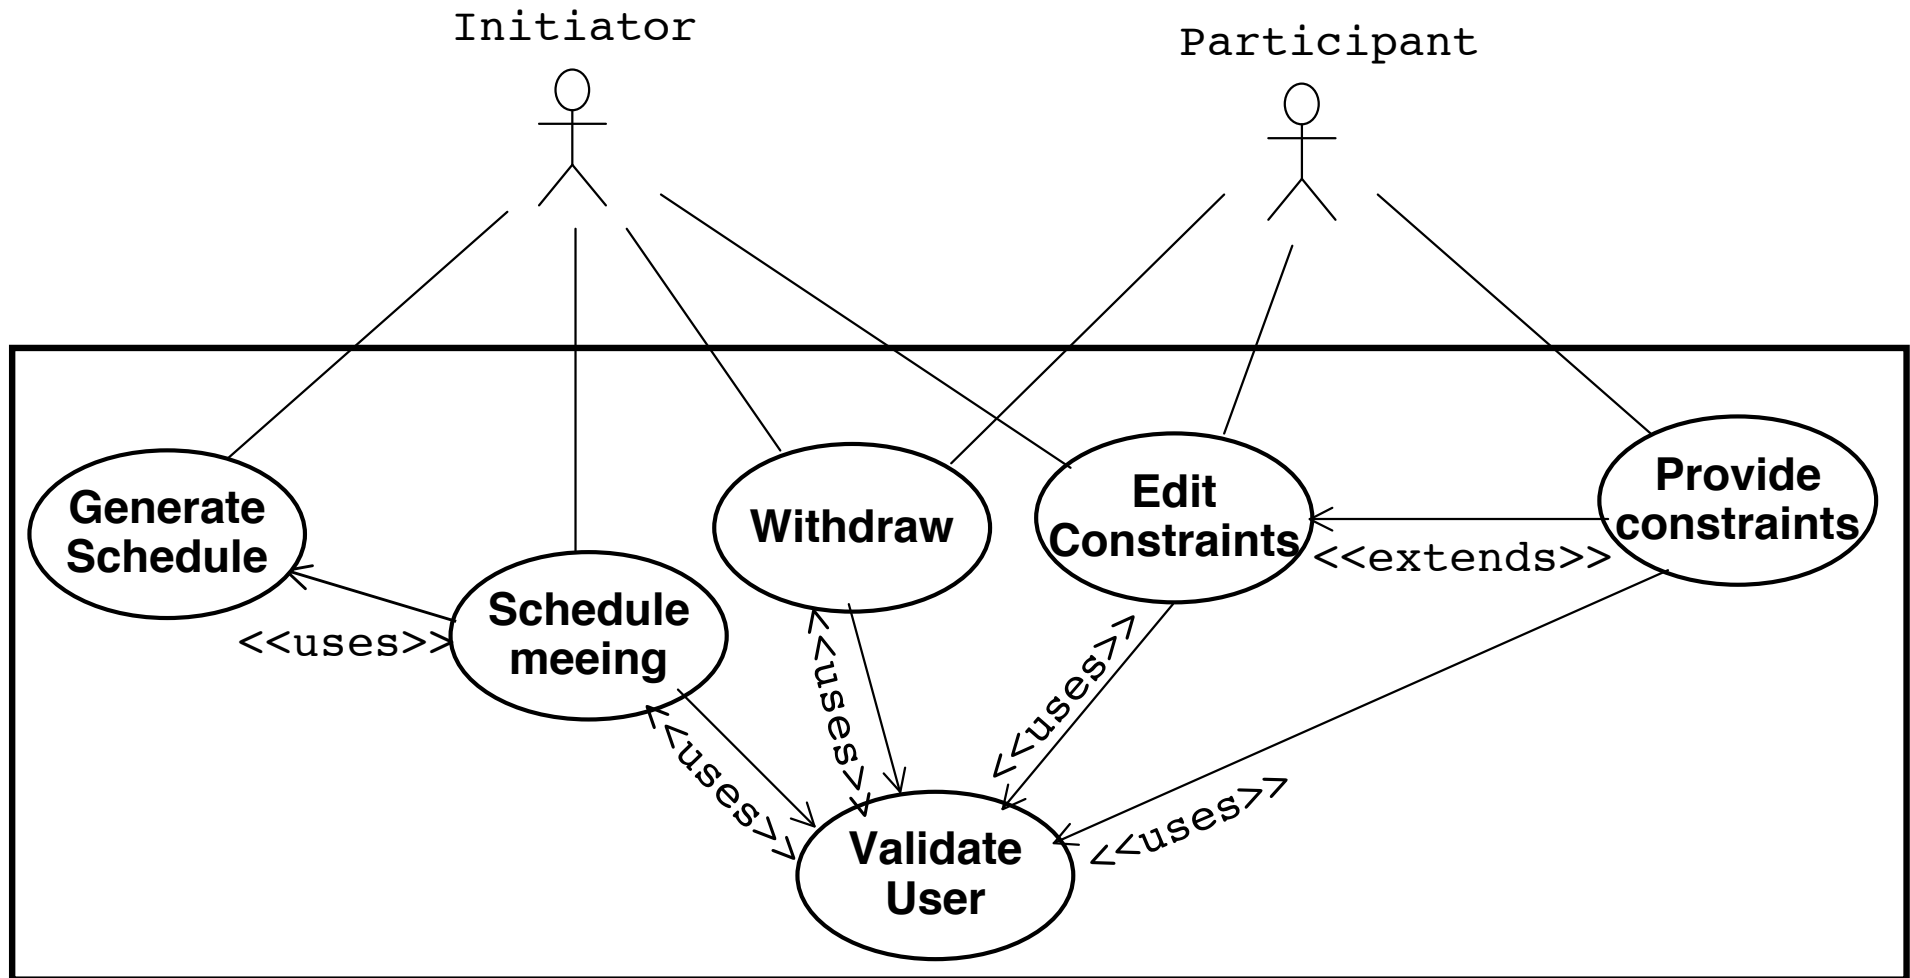 Initiator
Participant
Generate
Schedule
Schedule
meeing
Withdraw
Edit
Constraints
Provide
constraints
<<extends>>
<<uses>>
<<uses>>
<<uses>>
<<uses>>
<<uses>>
Validate
User